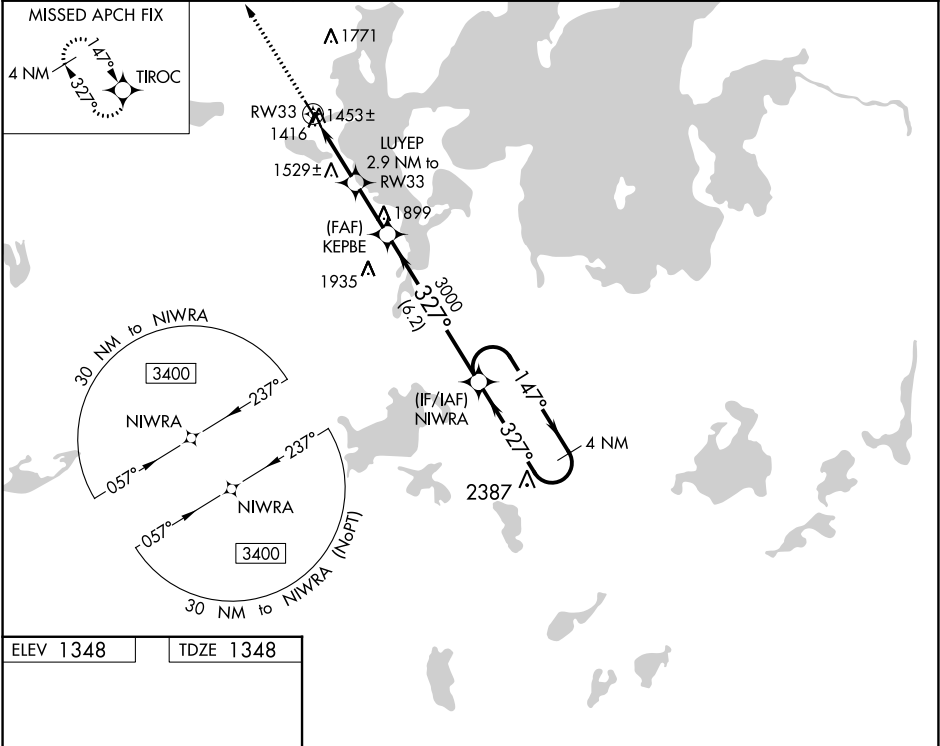 MISSED APCH FIX
147°
4 NM
TIROC
327°
1771
RW33
1453±
1416
LUYEP
2.9 NM to
RW33
1529±
1899
(FAF)
KEPBE
1935
3000
327°
(6.2)
30 NM to NIWRA
3400
237°
NIWRA
057°
(IF/IAF)
NIWRA
147°
327°
4 NM
2387
237°
NIWRA
057°
3400
30 NM to NIWRA (NoPT)
ELEV 1348
TDZE 1348